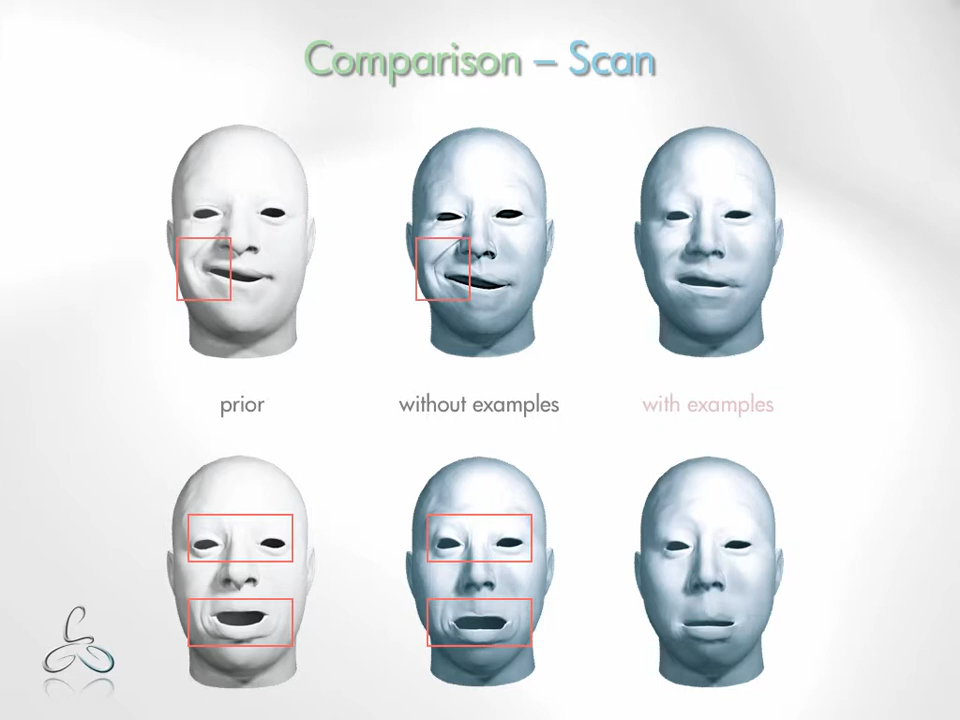 Comparison – Scan
prior
without examples
with examples